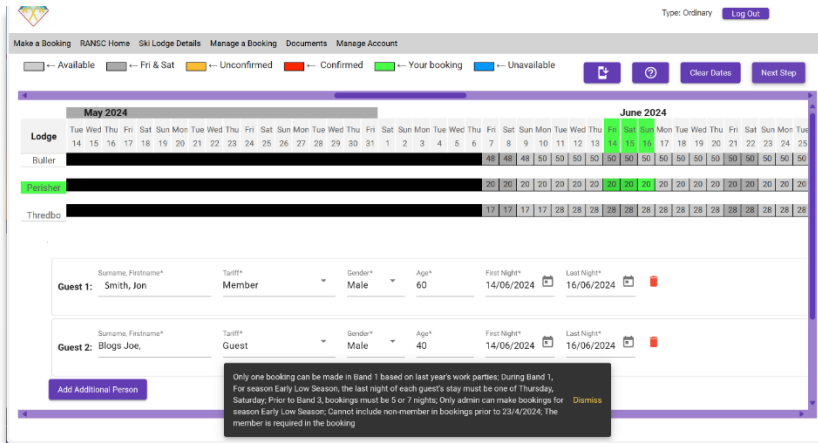 Type: Ordinary Log Out
Make a Booking RANSC Home Ski Lodge Details Manage a Booking Documents Manage Account
← Available ← Fri & Sat ← Unconfirmed ← Confirmed ← Your booking ← Unavailable Clear Dates Next Step
May 2024 June 2024
Lodge Tue Wed Thu Fri Sat Sun Mon Tue Wed Thu Fri Sat Sun Mon Tue Wed Thu Fri Sat Sun Mon Tue Wed Thu Fri Sat Sun Mon Tue Wed Thu Fri Sat Sun Mon Tue Wed Thu Fri Sat Sun Mon Tue
14 15 16 17 18 19 20 21 22 23 24 25 26 27 28 29 30 31 1 2 3 4 5 6 7 8 9 10 11 12 13 14 15 16 17 18 19 20 21 22 23 24 25
Buller 48 48 48 50 50 50 50 50 50 50 50 50 50 50 50 50 50 50 50
Perisher 20 20 20 20 20 20 20 20 20 20 20 20 20 20 20 20 20 20 20
Thredbo 17 17 17 17 28 28 28 28 28 28 28 28 28 28 28 28 28 28 28
Surname, Firstname* Tariff* Gender* Age* First Night* Last Night*
Guest 1: Smith, Jon Member Male 60 14/06/2024 16/06/2024
Surname, Firstname* Tariff* Gender* Age* First Night* Last Night*
Guest 2: Blogs Joe, Guest Male 40 14/06/2024 16/06/2024
Add Additional Person
Only one booking can be made in Band 1 based on last year's work parties; During Band 1,
For season Early Low Season, the last night of each guest's stay must be one of Thursday,
Saturday; Prior to Band 3, bookings must be 5 or 7 nights; Only admin can make bookings for
season Early Low Season; Cannot include non-member in bookings prior to 23/4/2024; The
member is required in the booking
Dismiss